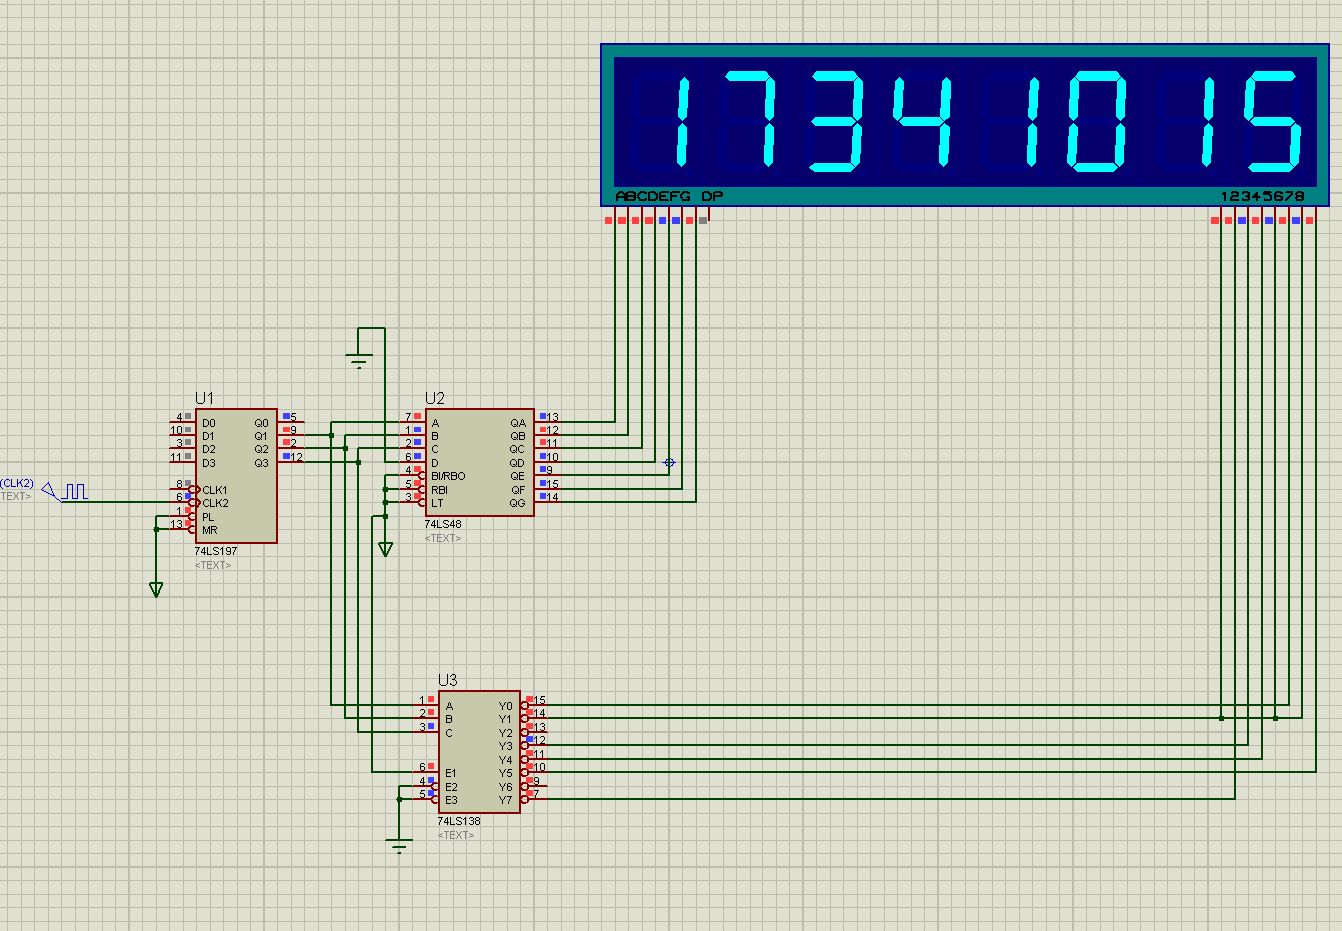 17341015
ABCDEFG DP
12345678
U1
4 D0 Q0 5
10 D1 Q1 9
3 D2 Q2 2
11 D3 Q3 12
8 CLK1
6 CLK2
1 PL
13 MR
74LS197
<TEXT>
(CLK2)
TEXT>
U2
7 A QA 13
1 B QB 12
2 C QC 11
6 D QD 10
4 BI/RBO QE 9
5 RBI QF 15
3 LT QG 14
74LS48
<TEXT>
U3
1 A Y0 15
2 B Y1 14
3 C Y2 13
Y3 12
Y4 11
6 E1 Y5 10
4 E2 Y6 9
5 E3 Y7 7
74LS138
<TEXT>